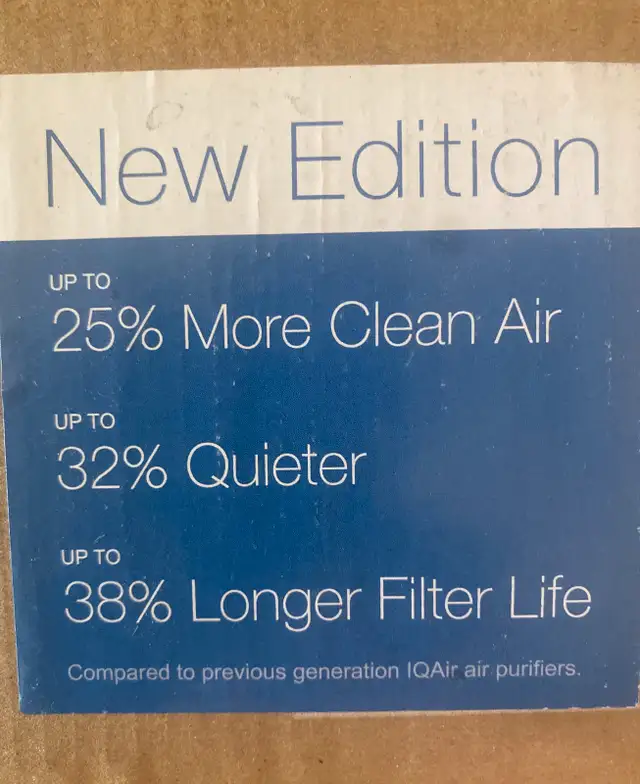 New Edition
UP TO
25% More Clean Air
UP TO
32% Quieter
UP TO
38% Longer Filter Life
Compared to previous generation IQAir air purifiers.